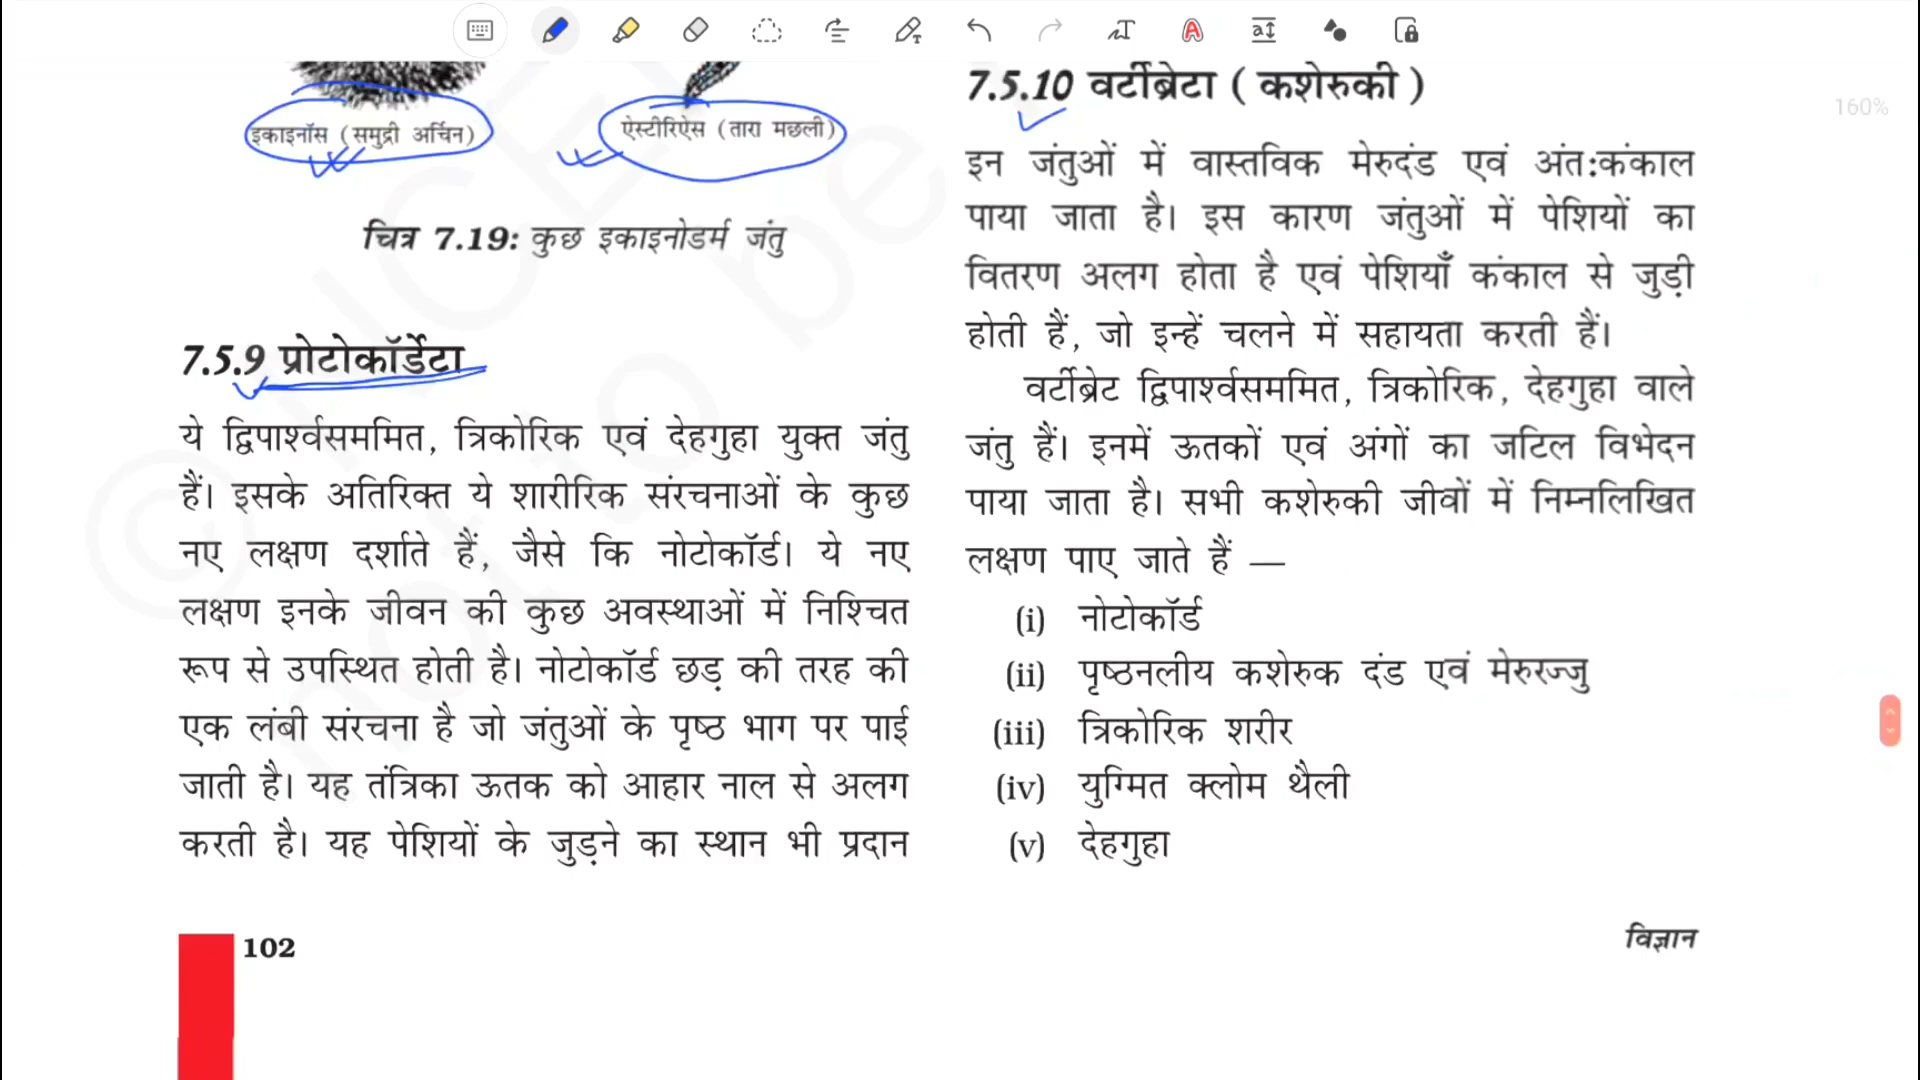 160%
इकाइनॉस (समुद्री अर्चिन)
ऐस्टीरिऐस (तारा मछली)
चित्र 7.19: कुछ इकाइनोडर्म जंतु
7.5.9 प्रोटोकॉर्डेटा
ये द्विपार्श्वसममित, त्रिकोरिक एवं देहगुहा युक्त जंतु
हैं। इसके अतिरिक्त ये शारीरिक संरचनाओं के कुछ
नए लक्षण दर्शाते हैं, जैसे कि नोटोकॉर्ड। ये नए
लक्षण इनके जीवन की कुछ अवस्थाओं में निश्चित
रूप से उपस्थित होती है। नोटोकॉर्ड छड़ की तरह की
एक लंबी संरचना है जो जंतुओं के पृष्ठ भाग पर पाई
जाती है। यह तंत्रिका ऊतक को आहार नाल से अलग
करती है। यह पेशियों के जुड़ने का स्थान भी प्रदान
7.5.10 वर्टीब्रेटा ( कशेरुकी )
इन जंतुओं में वास्तविक मेरुदंड एवं अंत:कंकाल
पाया जाता है। इस कारण जंतुओं में पेशियों का
वितरण अलग होता है एवं पेशियाँ कंकाल से जुड़ी
होती हैं, जो इन्हें चलने में सहायता करती हैं।
वर्टीब्रेट द्विपार्श्वसममित, त्रिकोरिक, देहगुहा वाले
जंतु हैं। इनमें ऊतकों एवं अंगों का जटिल विभेदन
पाया जाता है। सभी कशेरुकी जीवों में निम्नलिखित
लक्षण पाए जाते हैं —
(i) नोटोकॉर्ड
(ii) पृष्ठनलीय कशेरुक दंड एवं मेरुरज्जु
(iii) त्रिकोरिक शरीर
(iv) युग्मित क्लोम थैली
(v) देहगुहा
102
विज्ञान
not to be